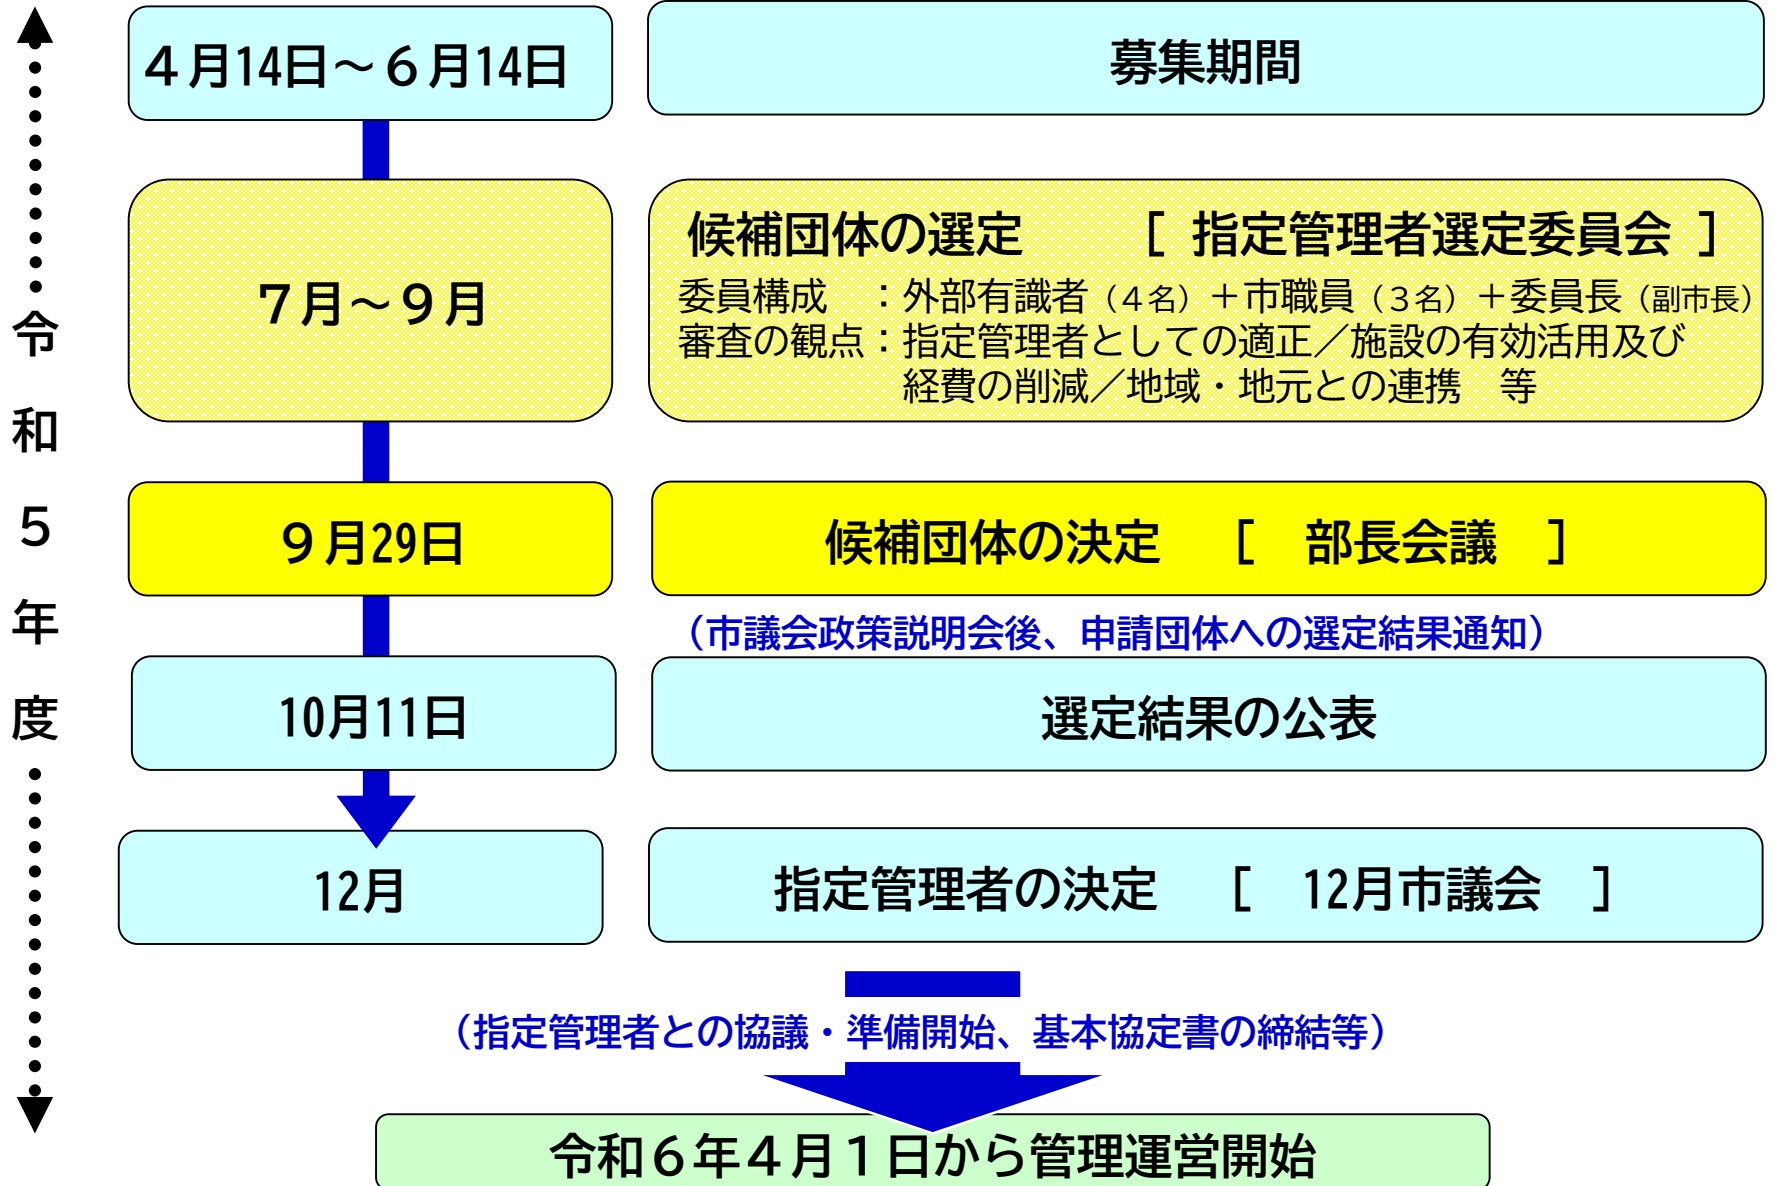 令和５年度
４月14日～６月14日
募集期間
７月～９月
候補団体の選定　　［ 指定管理者選定委員会 ］
委員構成　：外部有識者（４名）＋市職員（３名）＋委員長（副市長）
審査の観点：指定管理者としての適正／施設の有効活用及び
経費の削減／地域・地元との連携　等
９月29日
候補団体の決定　［　部長会議　］
（市議会政策説明会後、申請団体への選定結果通知）
10月11日
選定結果の公表
12月
指定管理者の決定　［　12月市議会　］
（指定管理者との協議・準備開始、基本協定書の締結等）
令和６年４月１日から管理運営開始